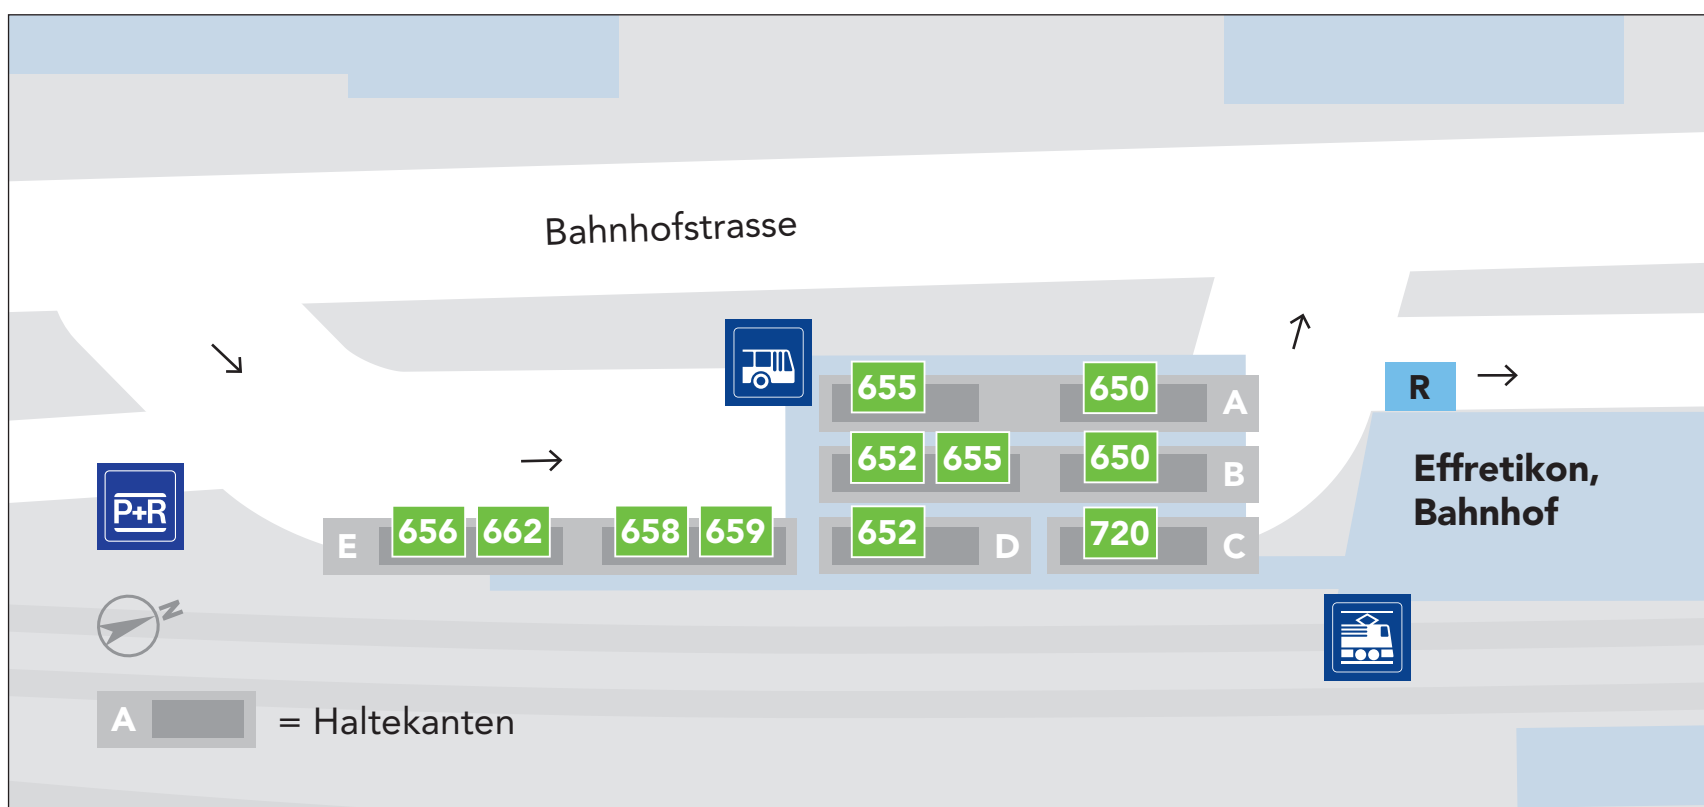 Bahnhofstrasse
655 650 A
R
652 655 650 B
Effretikon,
Bahnhof
P+R
E 656 662 658 659 652 D 720 C
N
A = Haltekanten